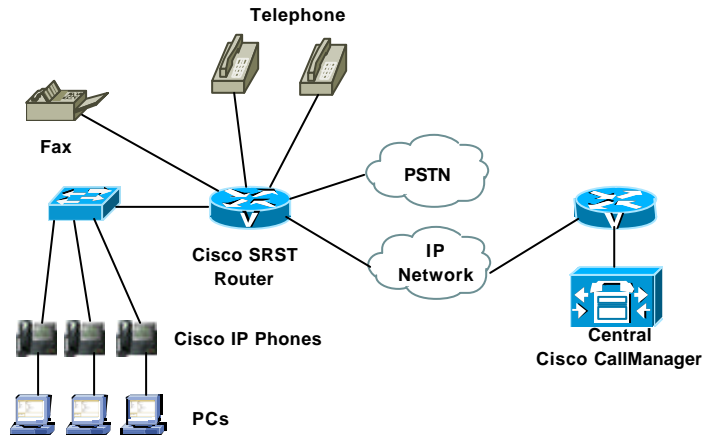 Telephone
Fax
PSTN
V
V
Cisco SRST
Router
IP
Network
Central
Cisco CallManager
Cisco IP Phones
PCs